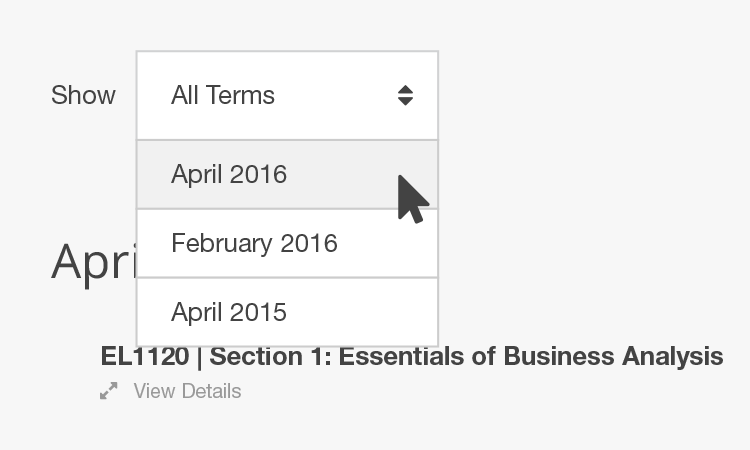 Show All Terms
April 2016
February 2016
April 2015
EL1120 | Section 1: Essentials of Business Analysis
View Details